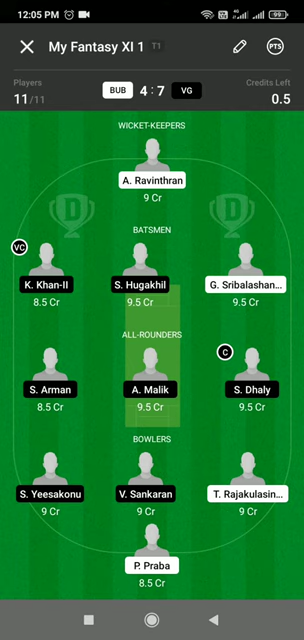 12:05 PM
4G
99
My Fantasy XI 1 T1
PTS
Players
11/11
BUB 4 : 7 VG
Credits Left
0.5
WICKET-KEEPERS
A. Ravinthran
9 Cr
BATSMEN
VC
K. Khan-II
8.5 Cr
S. Hugakhil
9.5 Cr
G. Sribalashan...
9.5 Cr
ALL-ROUNDERS
S. Arman
8.5 Cr
A. Malik
9.5 Cr
C
S. Dhaly
9.5 Cr
BOWLERS
S. Yeesakonu
9 Cr
V. Sankaran
9 Cr
T. Rajakulasin...
9 Cr
P. Praba
8.5 Cr